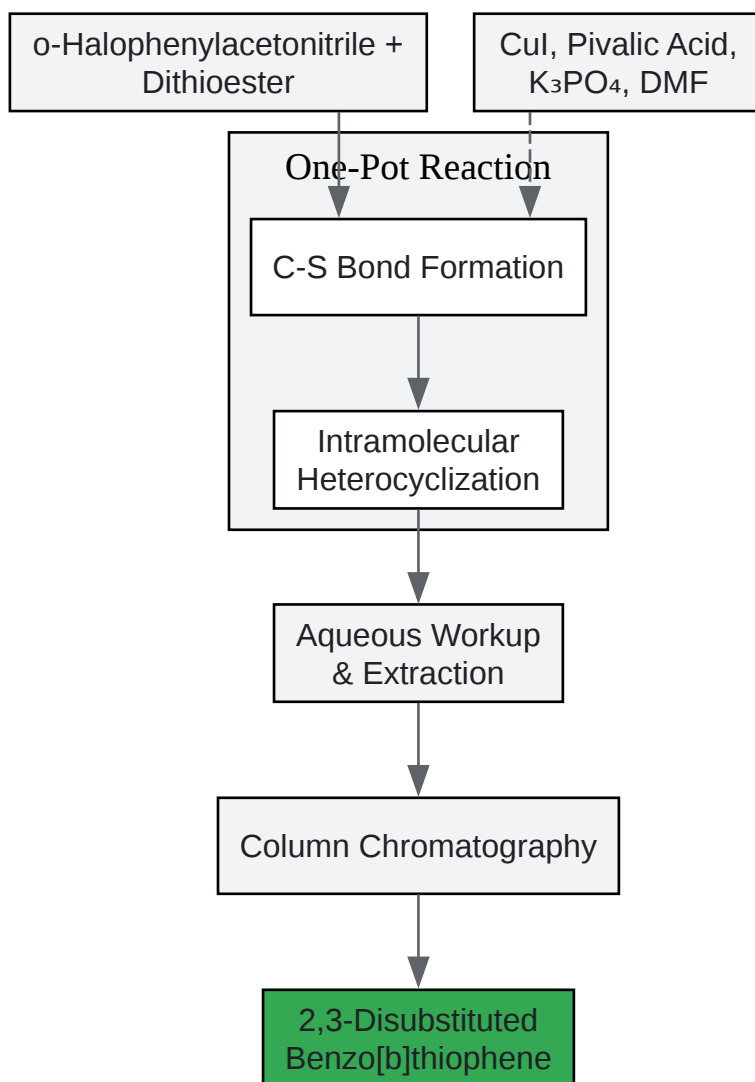 o-Halophenylacetonitrile +
Dithioester
CuI, Pivalic Acid,
K₃PO₄, DMF
One-Pot Reaction
C-S Bond Formation
Intramolecular
Heterocyclization
Aqueous Workup
& Extraction
Column Chromatography
2,3-Disubstituted
Benzo[b]thiophene